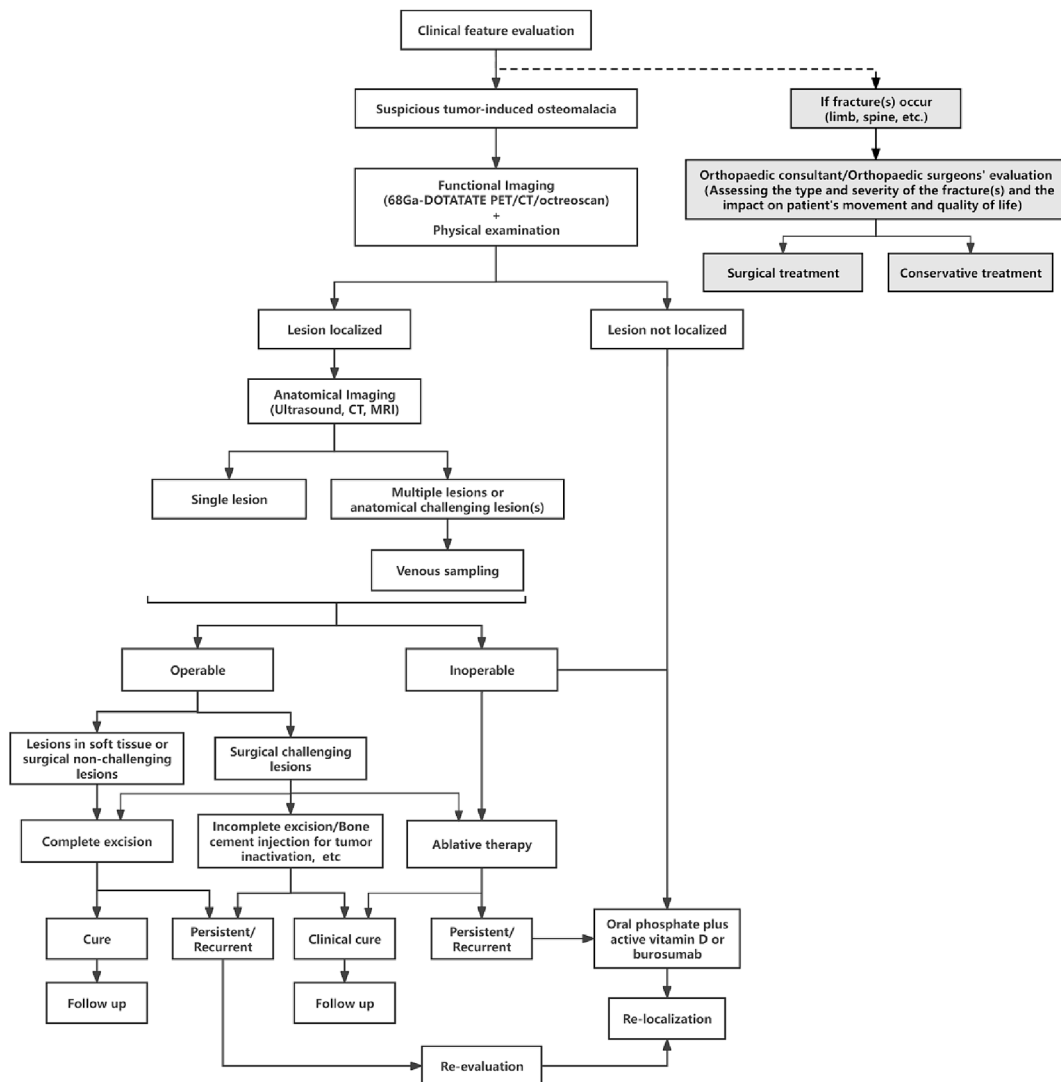 Clinical feature evaluation
Suspicious tumor-induced osteomalacia
If fracture(s) occur
(limb, spine, etc.)
Functional Imaging
(68Ga-DOTATATE PET/CT/octreoscan)
+
Physical examination
Orthopaedic consultant/Orthopaedic surgeons' evaluation
(Assessing the type and severity of the fracture(s) and the
impact on patient's movement and quality of life)
Surgical treatment
Conservative treatment
Lesion localized
Lesion not localized
Anatomical Imaging
(Ultrasound, CT, MRI)
Single lesion
Multiple lesions or
anatomical challenging lesion(s)
Venous sampling
Operable
Inoperable
Lesions in soft tissue or
surgical non-challenging
lesions
Surgical challenging
lesions
Complete excision
Incomplete excision/Bone
cement injection for tumor
inactivation, etc
Ablative therapy
Cure
Persistent/
Recurrent
Clinical cure
Persistent/
Recurrent
Oral phosphate plus
active vitamin D or
burosumab
Follow up
Follow up
Re-localization
Re-evaluation